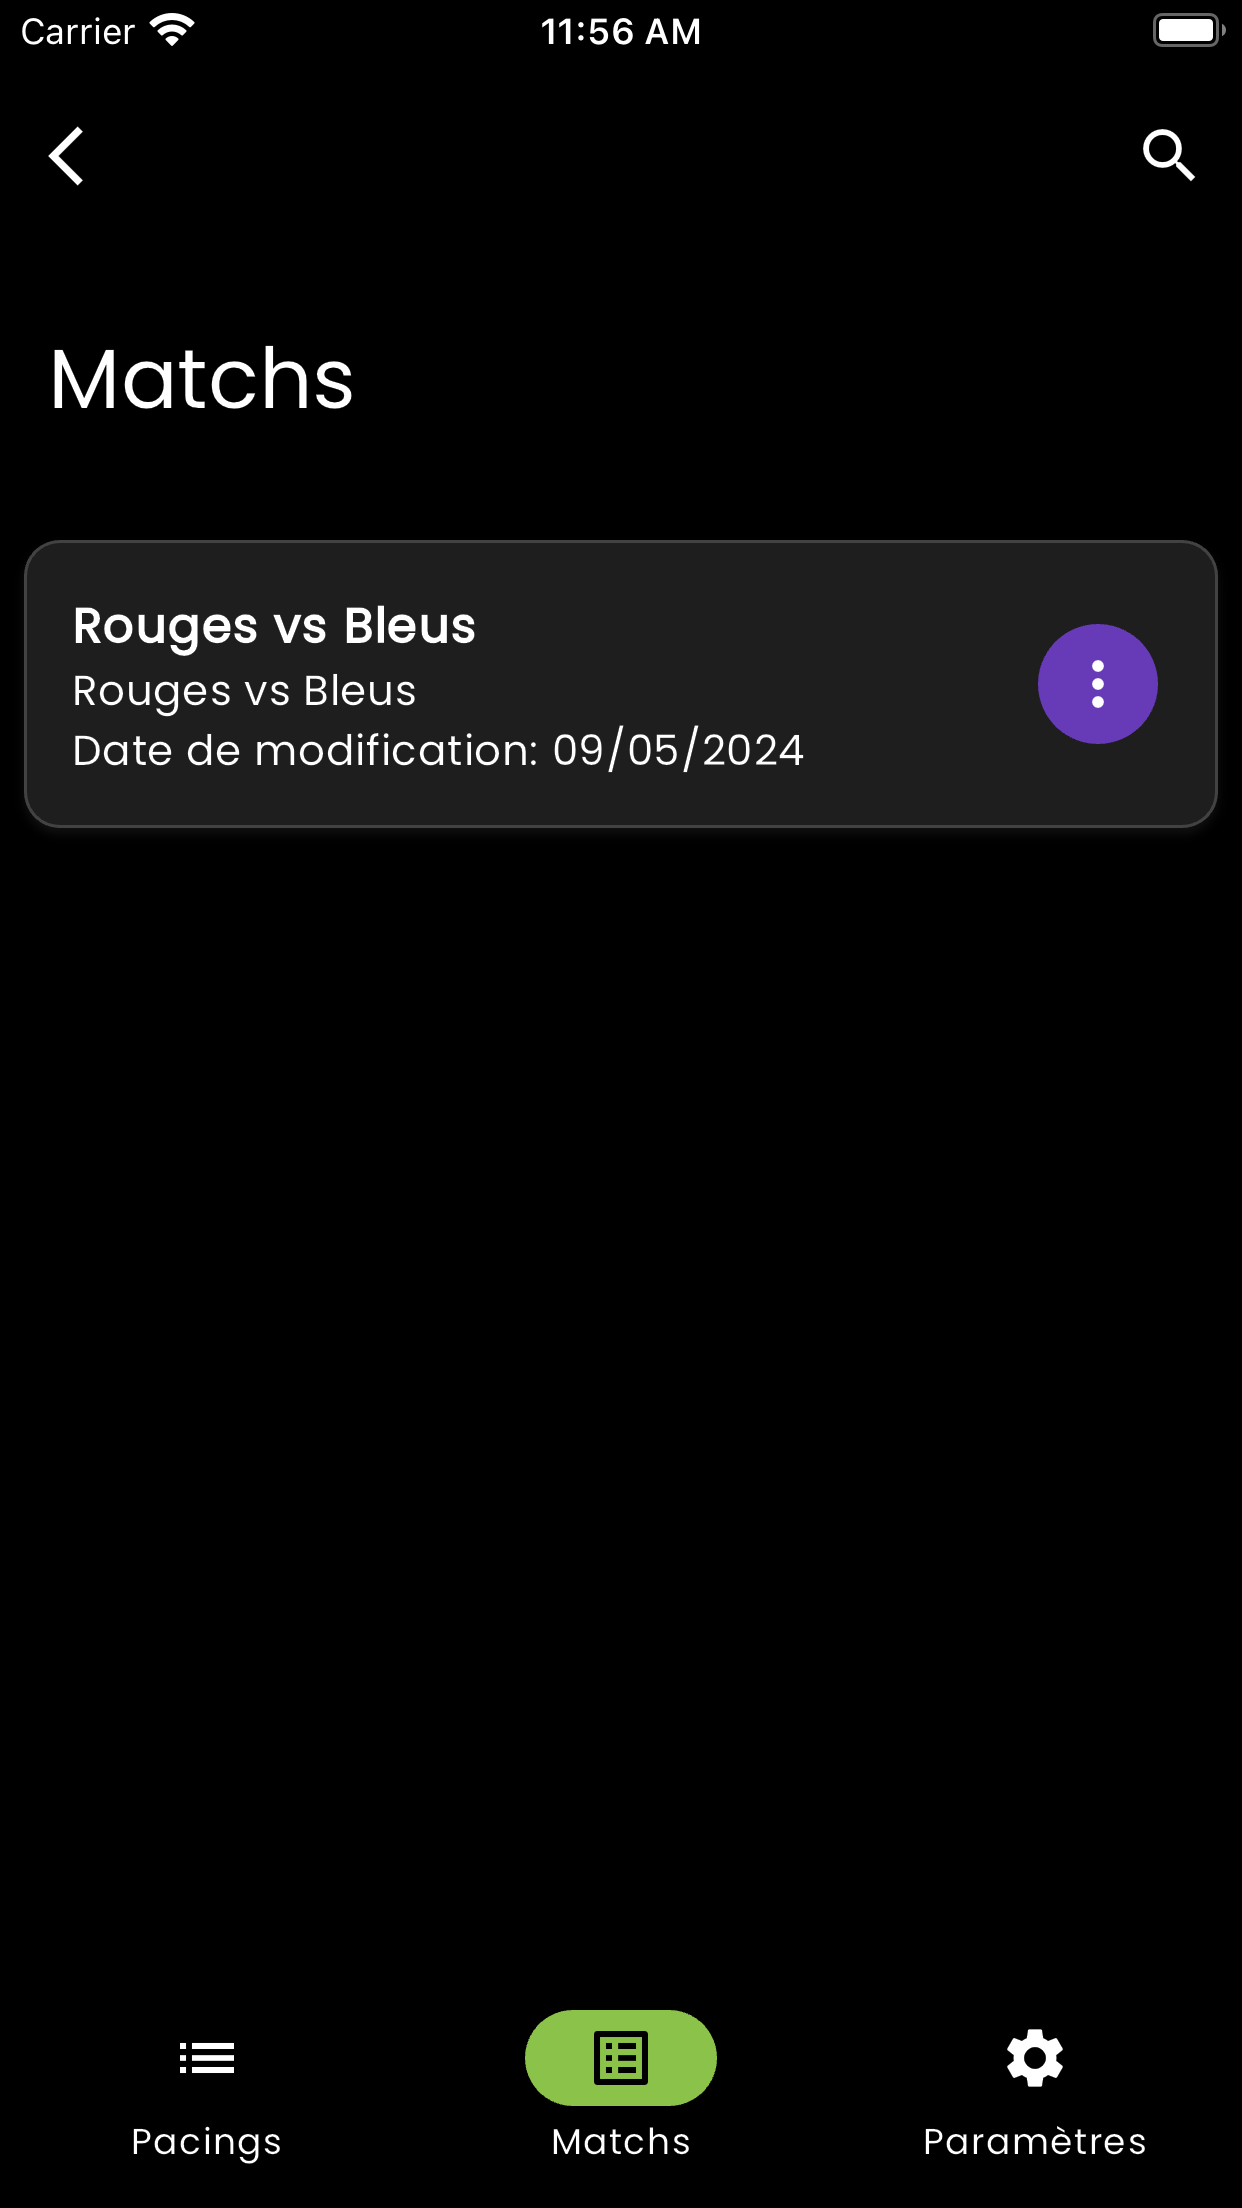 Carrier 11:56 AM
Matchs
Rouges vs Bleus
Rouges vs Bleus
Date de modification: 09/05/2024
Pacings Matchs Paramètres